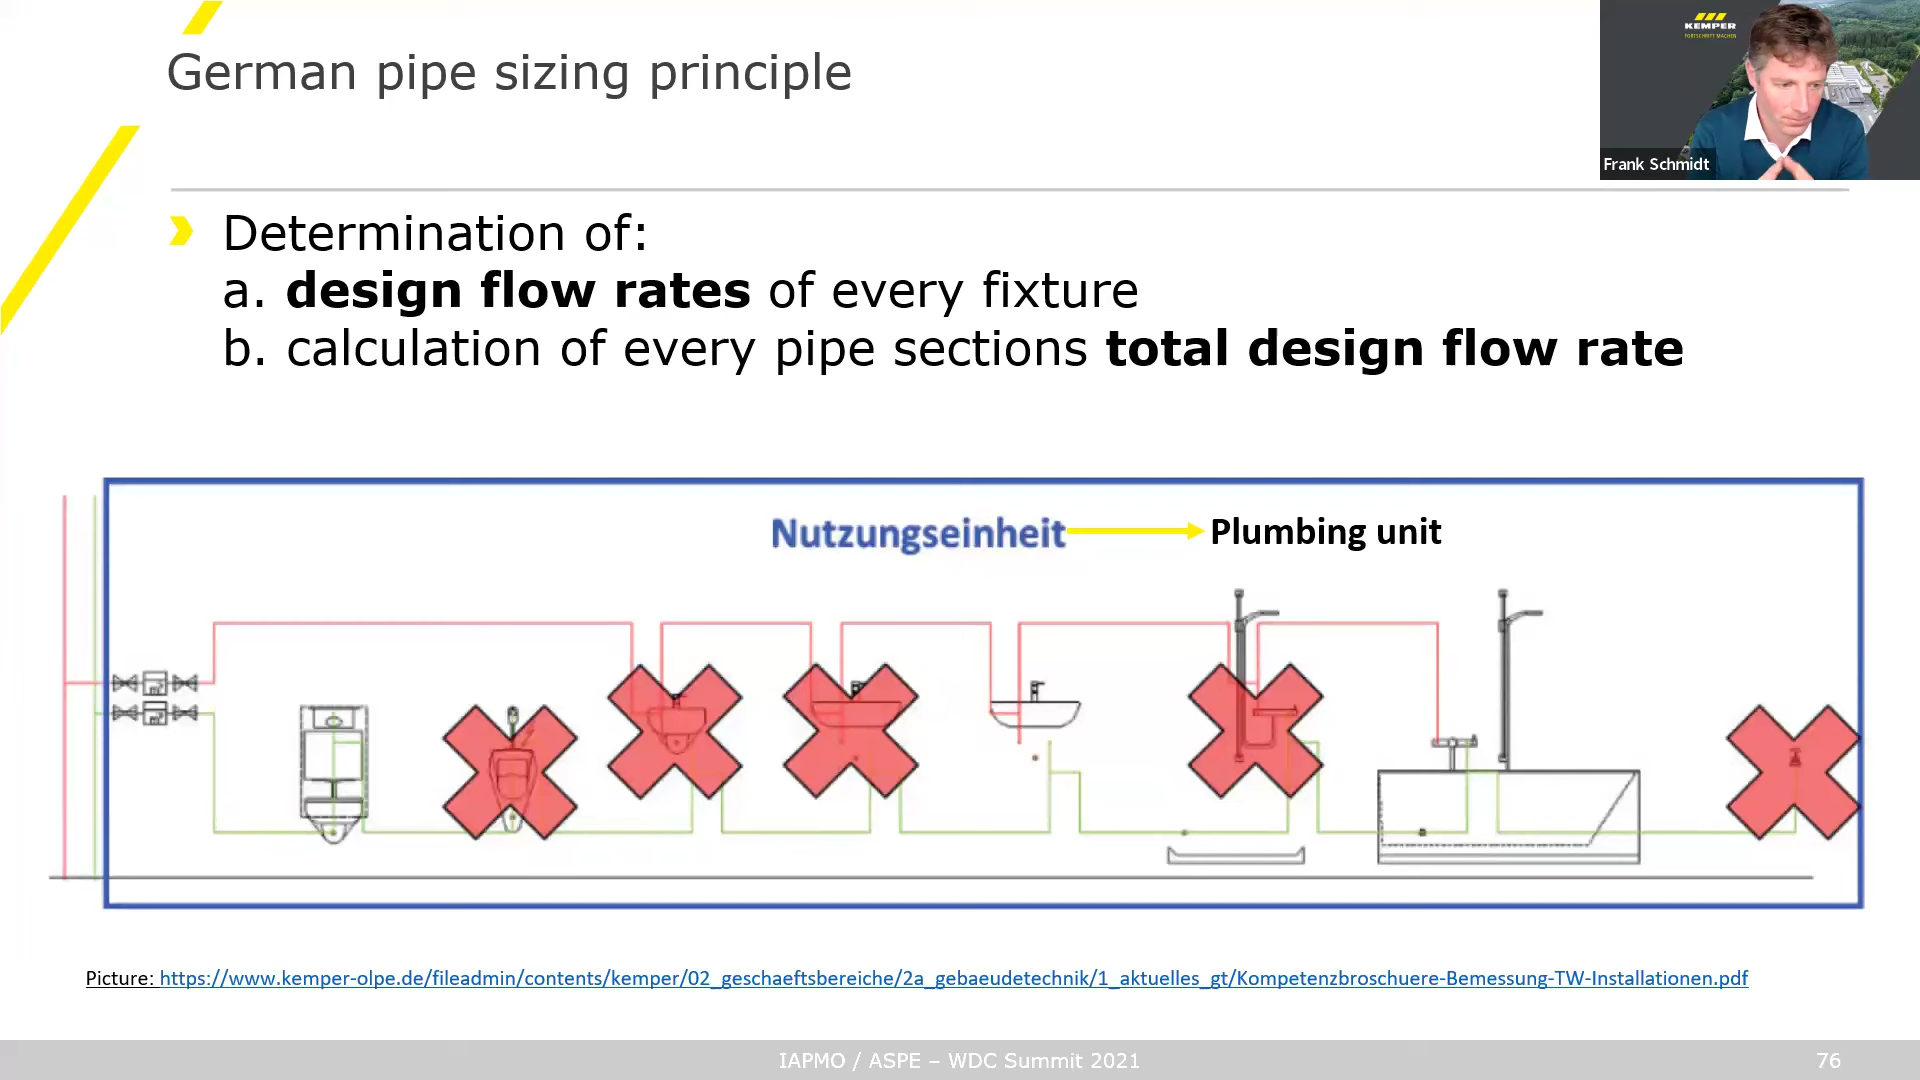 German pipe sizing principle
KEMPER
FORTSCHRITT MACHEN
Frank Schmidt
Determination of:
a. design flow rates of every fixture
b. calculation of every pipe sections total design flow rate
Nutzungseinheit
Plumbing unit
Picture: https://www.kemper-olpe.de/fileadmin/contents/kemper/02_geschaeftsbereiche/2a_gebaeudetechnik/1_aktuelles_gt/Kompetenzbroschuere-Bemessung-TW-Installationen.pdf
IAPMO / ASPE – WDC Summit 2021
76